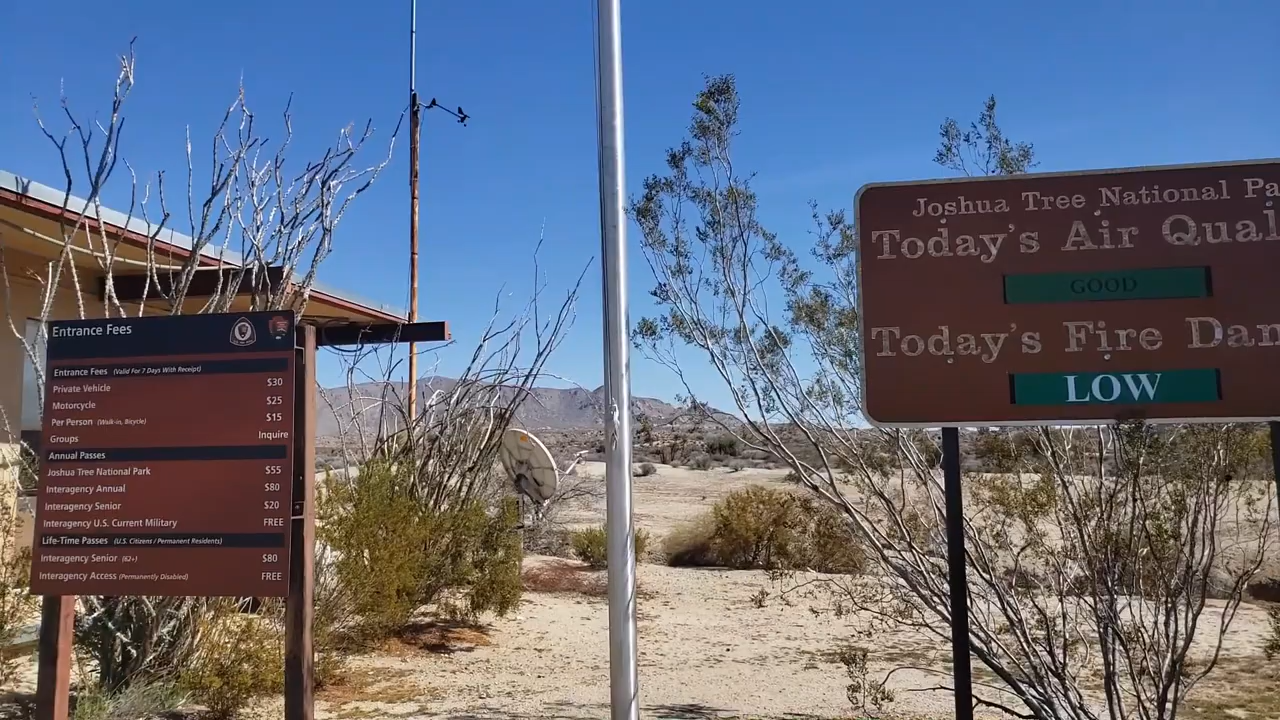 Entrance Fees
Entrance Fees (Valid For 7 Days With Receipt)
Private Vehicle $30
Motorcycle $25
Per Person (Walk-in, Bicycle) $15
Groups Inquire
Annual Passes
Joshua Tree National Park $55
Interagency Annual $80
Interagency Senior $20
Interagency U.S. Current Military FREE
Life-Time Passes (U.S. Citizens / Permanent Residents)
Interagency Senior (62+) $80
Interagency Access (Permanently Disabled) FREE
Joshua Tree National Pa
Today's Air Qual
GOOD
Today's Fire Dan
LOW